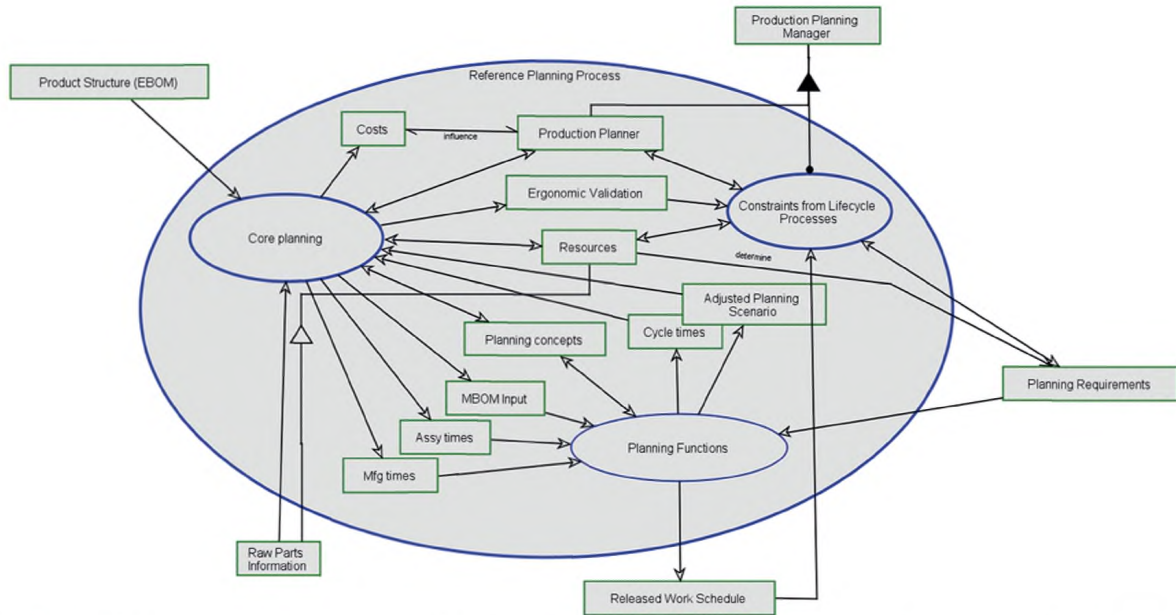 Production Planning
Manager
Reference Planning Process
Product Structure (EBOM)
Costs
influence
Production Planner
Ergonomic Validation
Constraints from Lifecycle
Processes
Core planning
Resources
determine
Adjusted Planning
Scenario
Cycle times
Planning concepts
Planning Requirements
MBOM Input
Assy times
Planning Functions
Mfg times
Raw Parts
Information
Released Work Schedule